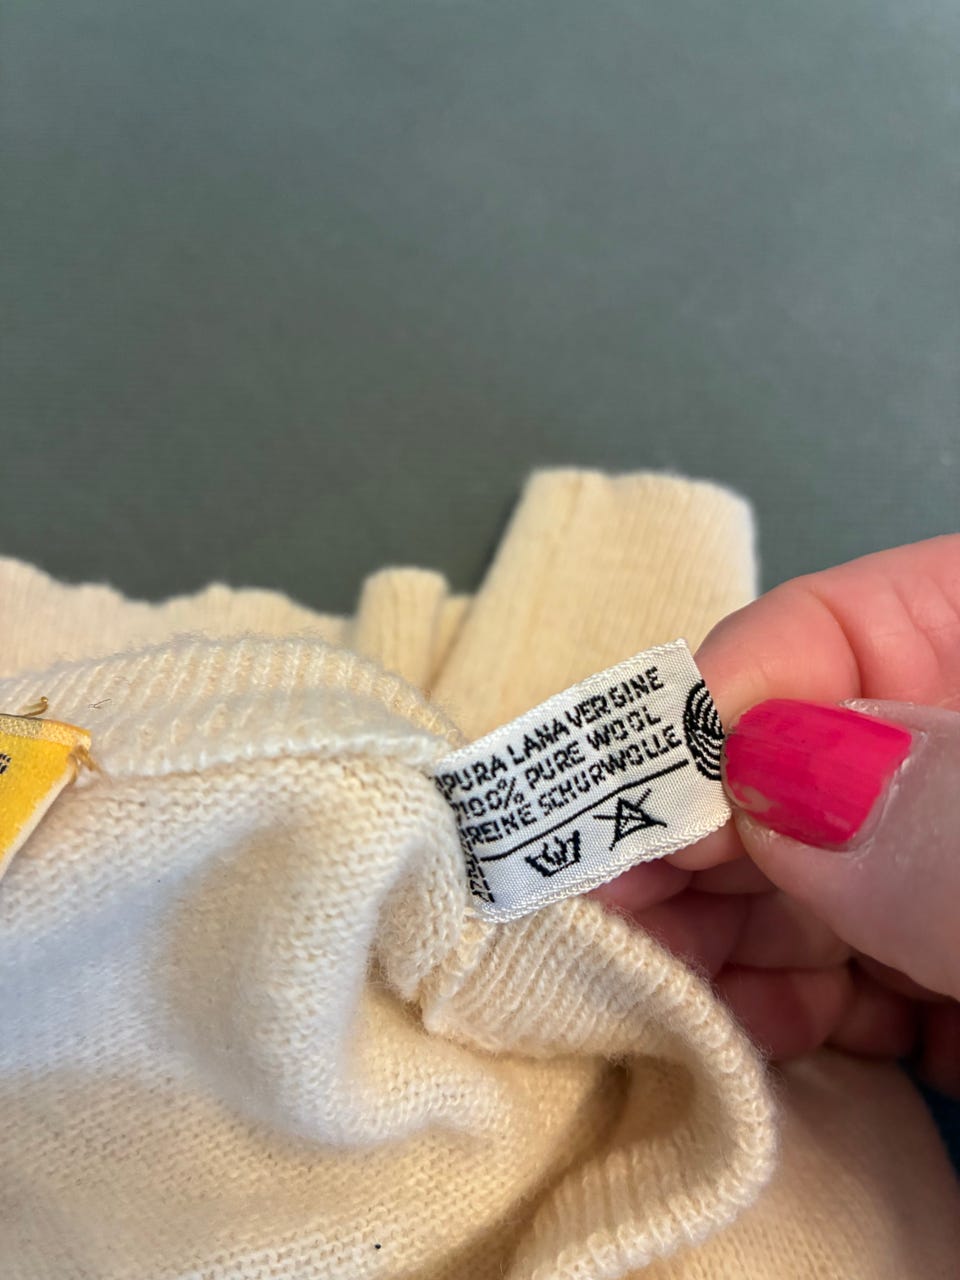 PURA LANA VERGINE
100% PURE WOOL
REINE SCHURWOLLE